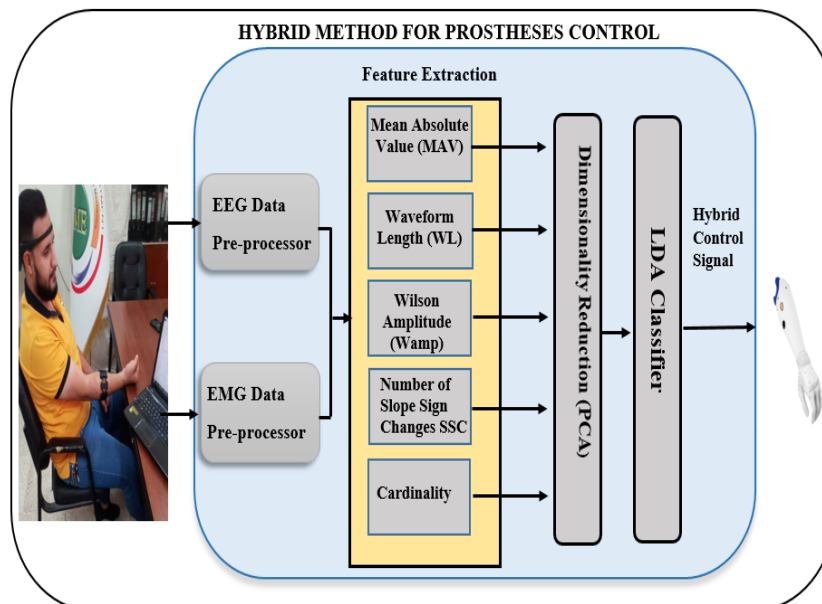 HYBRID METHOD FOR PROSTHESES CONTROL
Feature Extraction
EEG Data
Pre-processor
EMG Data
Pre-processor
Mean Absolute
Value (MAV)
Waveform
Length (WL)
Wilson
Amplitude
(Wamp)
Number of
Slope Sign
Changes SSC
Cardinality
Dimensionality Reduction (PCA)
LDA Classifier
Hybrid
Control
Signal